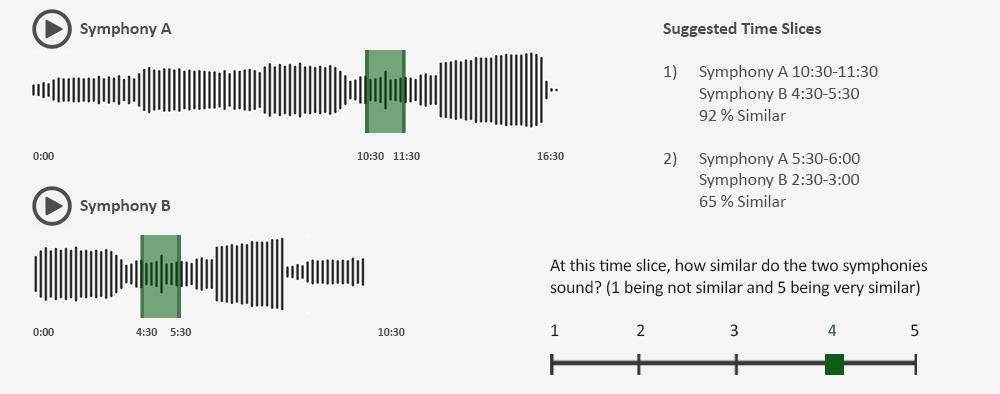 Symphony A
0:00
10:30
11:30
16:30
Symphony B
0:00
4:30
5:30
10:30
Suggested Time Slices
1) Symphony A 10:30-11:30
Symphony B 4:30-5:30
92 % Similar
2) Symphony A 5:30-6:00
Symphony B 2:30-3:00
65 % Similar
At this time slice, how similar do the two symphonies
sound? (1 being not similar and 5 being very similar)
1 2 3 4 5